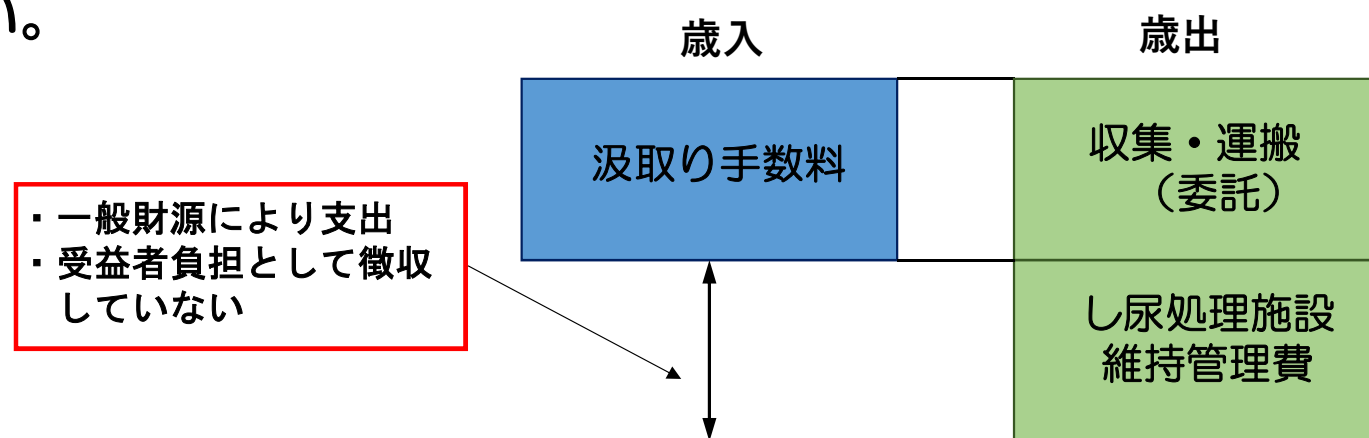 い。
歳入
歳出
汲取り手数料
収集・運搬
（委託）
・一般財源により支出
・受益者負担として徴収
していない
し尿処理施設
維持管理費